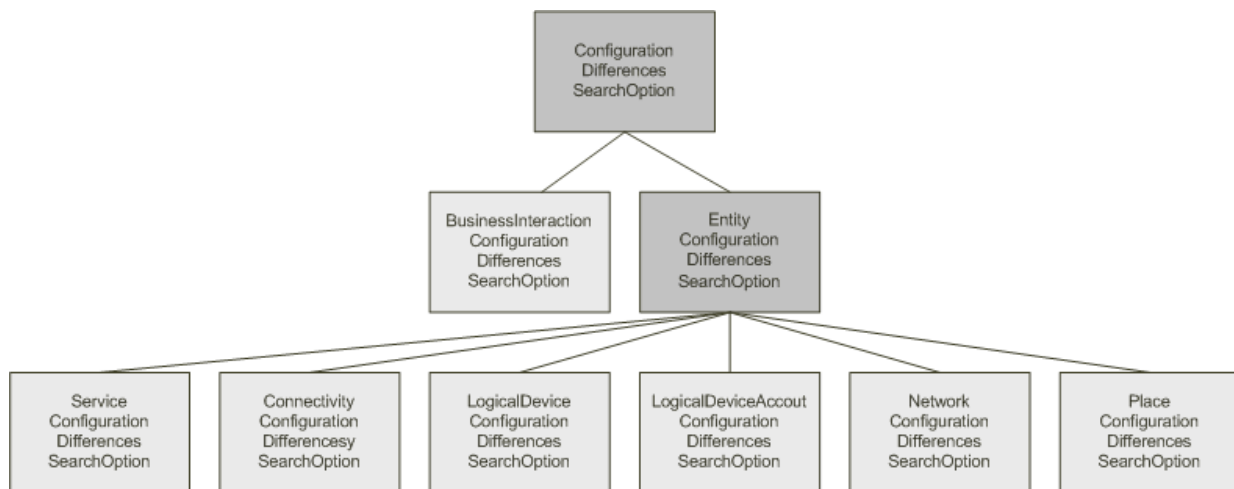 Configuration
Differences
SearchOption
BusinessInteraction
Configuration
Differences
SearchOption
Entity
Configuration
Differences
SearchOption
Service
Configuration
Differences
SearchOption
Connectivity
Configuration
Differencesy
SearchOption
LogicalDevice
Configuration
Differences
SearchOption
LogicalDeviceAccout
Configuration
Differences
SearchOption
Network
Configuration
Differences
SearchOption
Place
Configuration
Differences
SearchOption